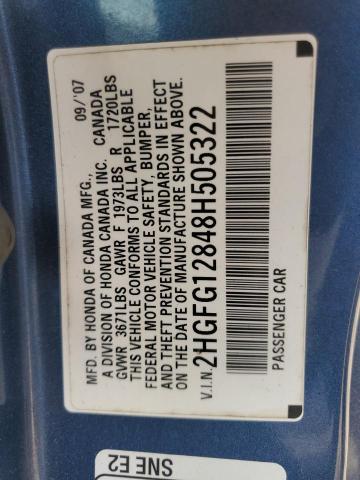 MFD. BY HONDA OF CANADA MFG., 09/'07
A DIVISION OF HONDA CANADA INC. CANADA
GVWR 3671LBS GAWR F 1973LBS R 1720LBS
THIS VEHICLE CONFORMS TO ALL APPLICABLE
FEDERAL MOTOR VEHICLE SAFETY, BUMPER,
AND THEFT PREVENTION STANDARDS IN EFFECT
ON THE DATE OF MANUFACTURE SHOWN ABOVE.
V.I.N. 2HGFG12848H505322
PASSENGER CAR
SNE E2